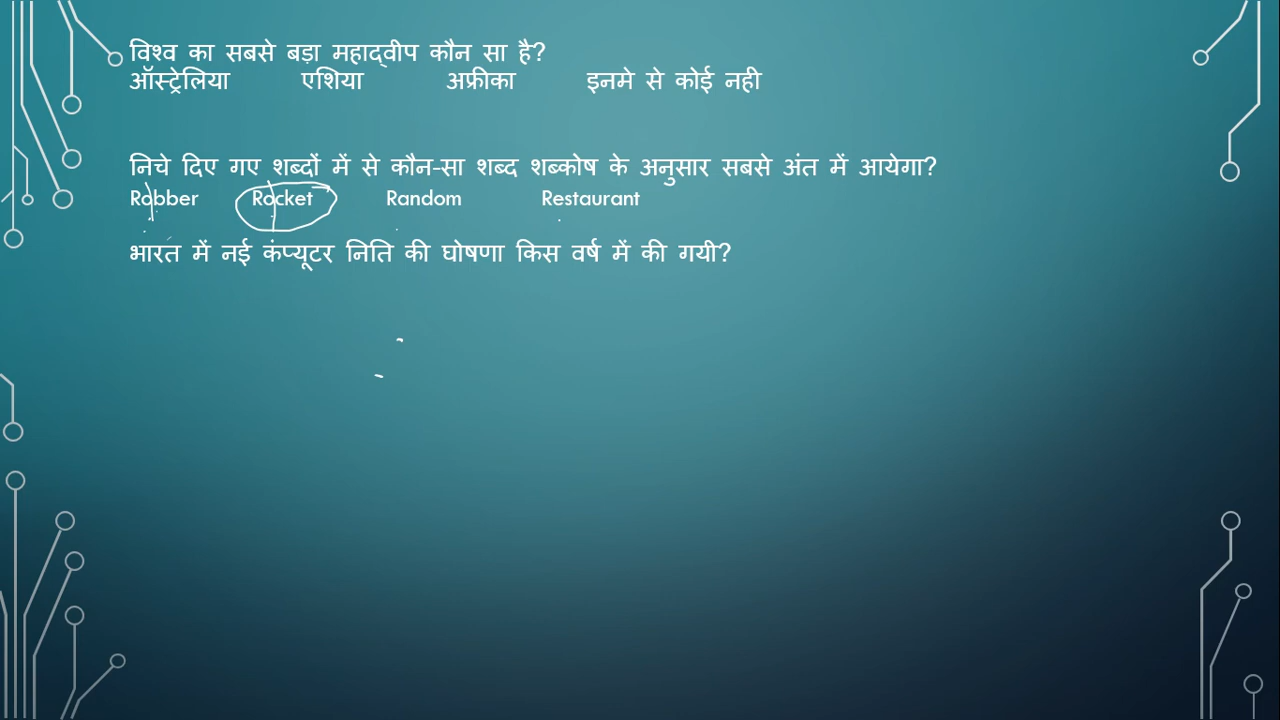 विश्व का सबसे बड़ा महाद्वीप कौन सा है?
ऑस्ट्रेलिया एशिया अफ्रीका इनमे से कोई नही
निचे दिए गए शब्दों में से कौन-सा शब्द शब्कोष के अनुसार सबसे अंत में आयेगा?
Robber Rocket Random Restaurant
भारत में नई कंप्यूटर निति की घोषणा किस वर्ष में की गयी?